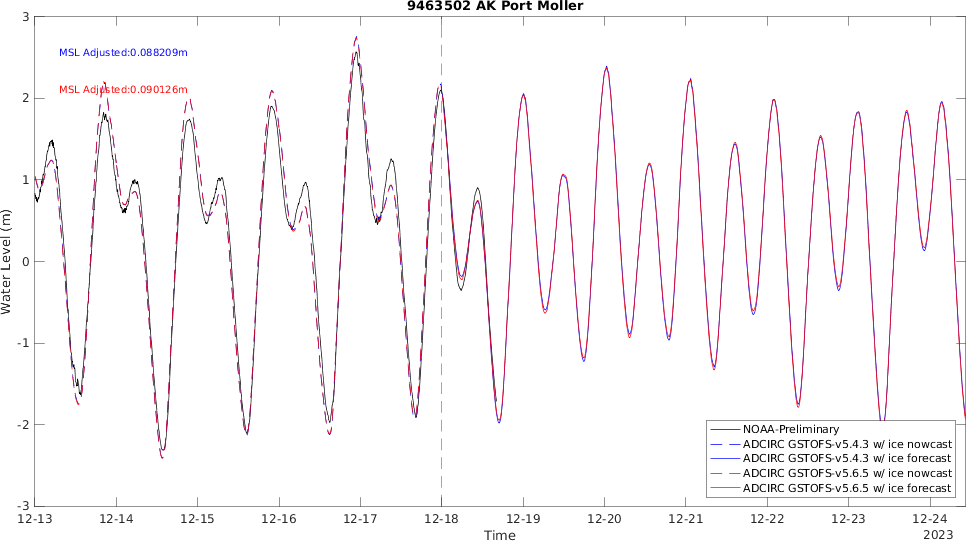 9463502 AK Port Moller
MSL Adjusted:0.088209m
MSL Adjusted:0.090126m
Water Level (m)
3
2
1
0
-1
-2
-3
NOAA-Preliminary
ADCIRC GSTOFS-v5.4.3 w/ ice nowcast
ADCIRC GSTOFS-v5.4.3 w/ ice forecast
ADCIRC GSTOFS-v5.6.5 w/ ice nowcast
ADCIRC GSTOFS-v5.6.5 w/ ice forecast
12-13 12-14 12-15 12-16 12-17 12-18 12-19 12-20 12-21 12-22 12-23 12-24
Time
2023